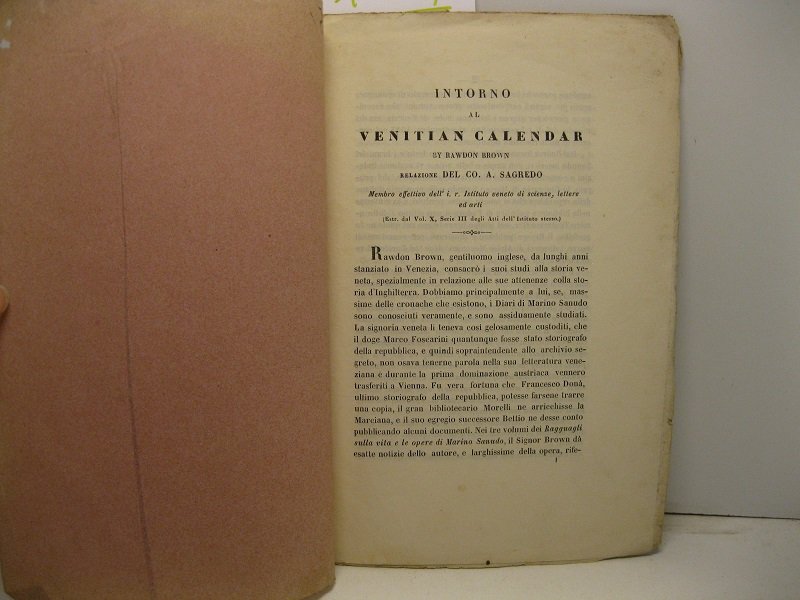 INTORNO
AL
VENITIAN CALENDAR
BY RAWDON BROWN
RELAZIONE DEL CO. A. SAGREDO
Membro effettivo dell' i. r. Istituto veneto di scienze, lettere
ed arti
(Estr. dal Vol. X, Serie III degli Atti dell' Istituto stesso.)
Rawdon Brown, gentiluomo inglese, da lunghi anni
stanziato in Venezia, consacrò i suoi studi alla storia ve-
neta, spezialmente in relazione alle sue attenenze colla sto-
ria d'Inghilterra. Dobbiamo principalmente a lui, se, mas-
sime delle cronache che esistono, i Diari di Marino Sanudo
sono conosciuti veramente, e sono assiduamente studiati.
La signoria veneta li teneva così gelosamente custoditi, che
il doge Marco Foscarini quantunque fosse stato storiografo
della repubblica, e quindi sopraintendente allo archivio se-
greto, non osava tenerne parola nella sua letteratura vene-
ziana e durante la prima dominazione austriaca vennero
trasferiti a Vienna. Fu vera fortuna che Francesco Donà,
ultimo storiografo della repubblica, potesse farsene trarre
una copia, il gran bibliotecario Morelli ne arricchisse la
Marciana, e il suo egregio successore Bettio ne desse conto
pubblicando alcuni documenti. Nei tre volumi dei Ragguagli
sulla vita e le opere di Marino Sanudo, il Signor Brown dà
esatte notizie dello autore, e larghissime della opera, rife-
1